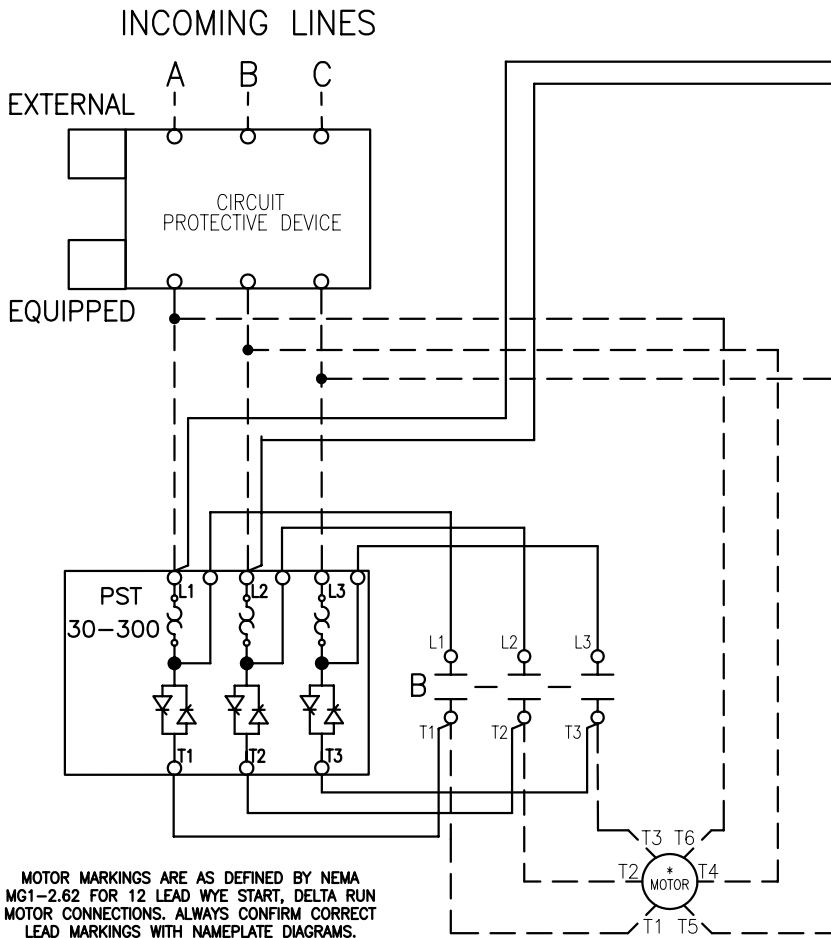 INCOMING LINES
A B C
EXTERNAL
CIRCUIT
PROTECTIVE DEVICE
EQUIPPED
PST
30-300
L1 L2 L3
L1 L2 L3
B
T1 T2 T3
T1 T2 T3
T3 T6
T2 * T4
MOTOR
T1 T5
MOTOR MARKINGS ARE AS DEFINED BY NEMA
MG1-2.62 FOR 12 LEAD WYE START, DELTA RUN
MOTOR CONNECTIONS. ALWAYS CONFIRM CORRECT
LEAD MARKINGS WITH NAMEPLATE DIAGRAMS.